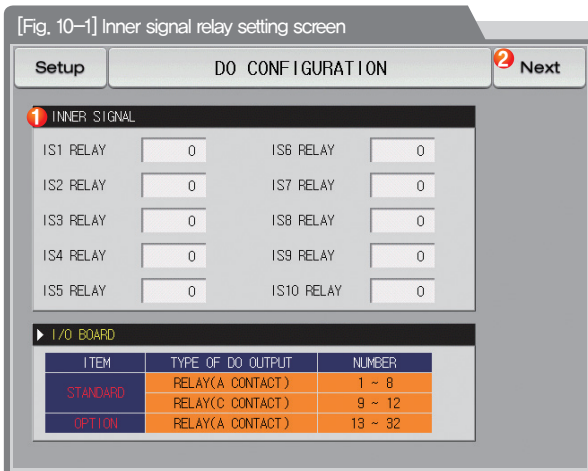 [Fig. 10-1] Inner signal relay setting screen
Setup DO CONFIGURATION 2 Next
1 INNER SIGNAL
IS1 RELAY 0 IS6 RELAY 0
IS2 RELAY 0 IS7 RELAY 0
IS3 RELAY 0 IS8 RELAY 0
IS4 RELAY 0 IS9 RELAY 0
IS5 RELAY 0 IS10 RELAY 0
I/O BOARD
ITEM TYPE OF DO OUTPUT NUMBER
STANDARD RELAY(A CONTACT) 1 ~ 8
RELAY(C CONTACT) 9 ~ 12
OPTION RELAY(A CONTACT) 13 ~ 32